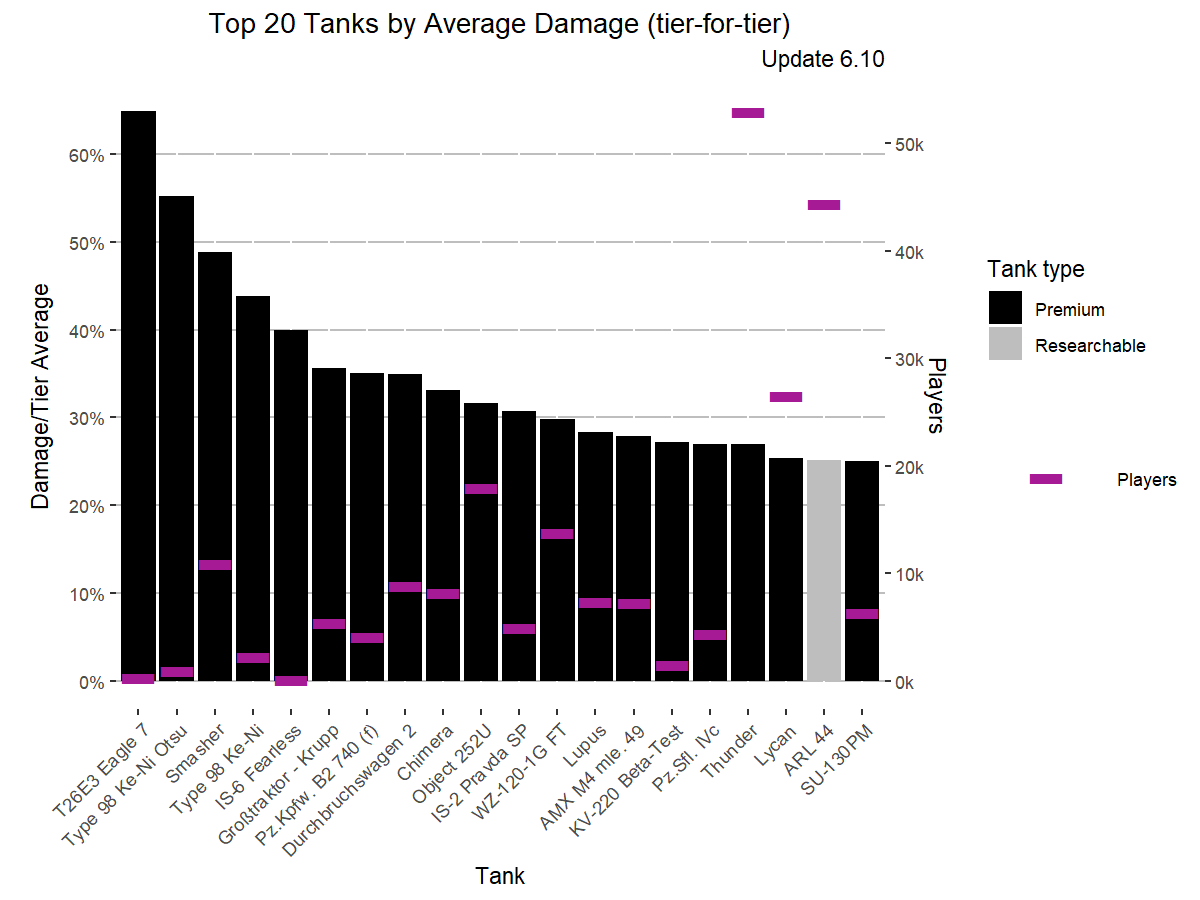 Top 20 Tanks by Average Damage (tier-for-tier)
Update 6.10
Damage/Tier Average
60%
50%
40%
30%
20%
10%
0%
50k
40k
30k
20k
10k
0k
Players
T26E3 Eagle 7
Type 98 Ke-Ni Otsu
Smasher
Type 98 Ke-Ni
IS-6 Fearless
Großtraktor - Krupp
Pz.Kpfw. B2 740 (f)
Durchbruchswagen 2
Chimera
Object 252U
IS-2 Pravda SP
WZ-120-1G FT
Lupus
AMX M4 mle. 49
KV-220 Beta-Test
Pz.Sfl. IVc
Thunder
Lycan
ARL 44
SU-130PM
Tank
Tank type
Premium
Researchable
Players